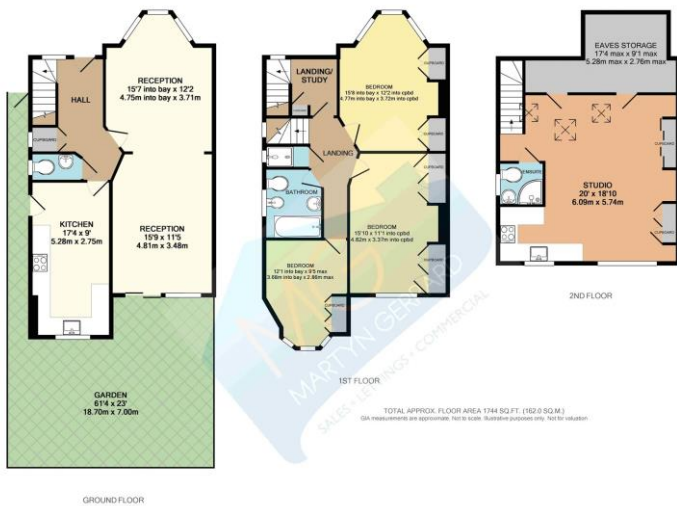 RECEPTION
15'7 into bay x 12'2
4.75m into bay x 3.71m
HALL
CUPBOARD
KITCHEN
17'4 x 9'
5.28m x 2.75m
RECEPTION
15'9 x 11'5
4.81m x 3.48m
GARDEN
61'4 x 23'
18.70m x 7.00m
GROUND FLOOR
LANDING/
STUDY
BEDROOM
15'8 into bay x 12'2 into cpbd
4.77m into bay x 3.72m into cpbd
CUPBOARD
CUPBOARD
LANDING
CUPBOARD
BATHROOM
BEDROOM
15'10 x 11'1 into cpbd
4.82m x 3.37m into cpbd
CUPBOARD
BEDROOM
12'1 into bay x 9'5 max
3.68m into bay x 2.86m max
CUPBOARD
1ST FLOOR
EAVES STORAGE
17'4 max x 9'1 max
5.28m max x 2.76m max
CUPBOARD
ENSUITE
STUDIO
20' x 18'10
6.09m x 5.74m
CUPBOARD
2ND FLOOR
MARTYN GERRARD
SALES • LETTINGS • COMMERCIAL
TOTAL APPROX. FLOOR AREA 1744 SQ.FT. (162.0 SQ.M.)
GIA measurements are approximate. Not to scale. Illustrative purposes only. Not for valuation